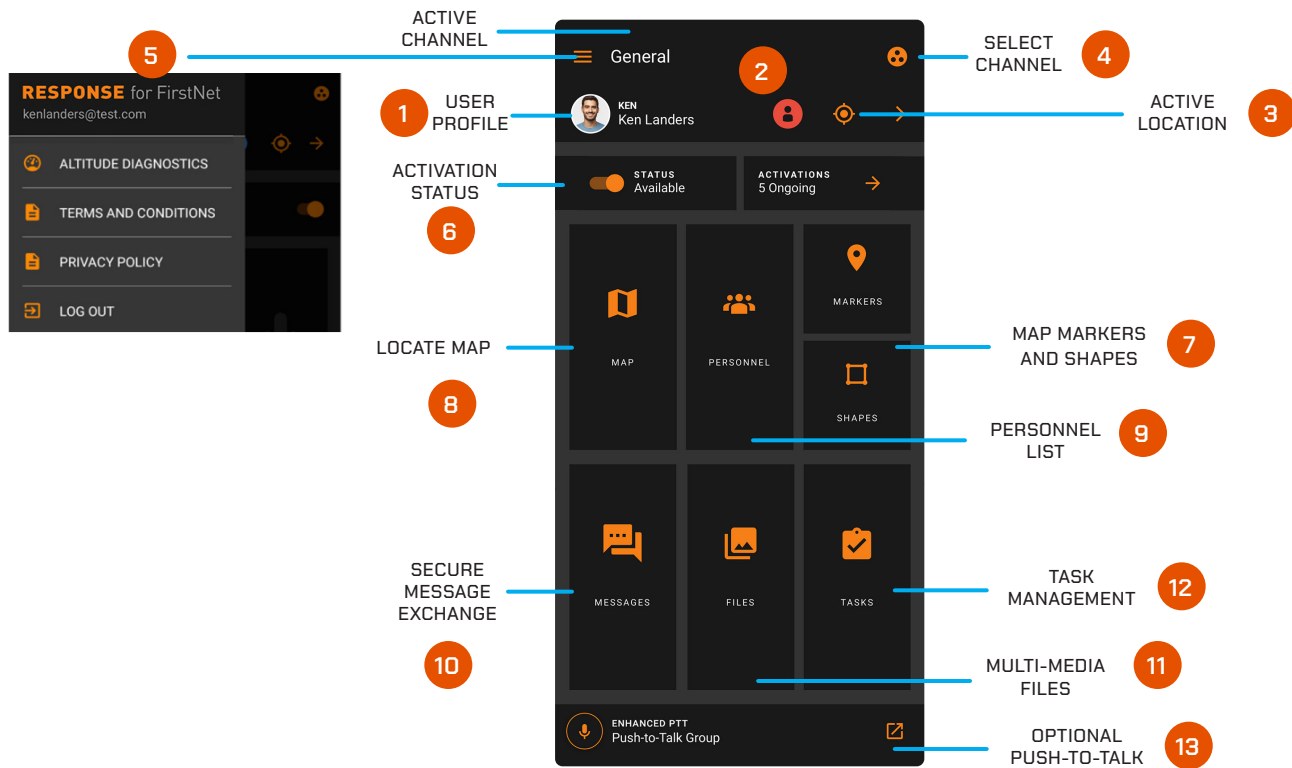 5
RESPONSE for FirstNet
kenlanders@test.com
ALTITUDE DIAGNOSTICS
TERMS AND CONDITIONS
PRIVACY POLICY
LOG OUT
ACTIVE
CHANNEL
1
USER
PROFILE
ACTIVATION
STATUS
6
LOCATE MAP
8
SECURE
MESSAGE
EXCHANGE
10
General
2
KEN
Ken Landers
STATUS
Available
ACTIVATIONS
5 Ongoing
MAP
PERSONNEL
MARKERS
SHAPES
MESSAGES
FILES
TASKS
ENHANCED PTT
Push-to-Talk Group
SELECT
CHANNEL
4
ACTIVE
LOCATION
3
MAP MARKERS
AND SHAPES
7
PERSONNEL
LIST
9
TASK
MANAGEMENT
12
MULTI-MEDIA
FILES
11
OPTIONAL
PUSH-TO-TALK
13